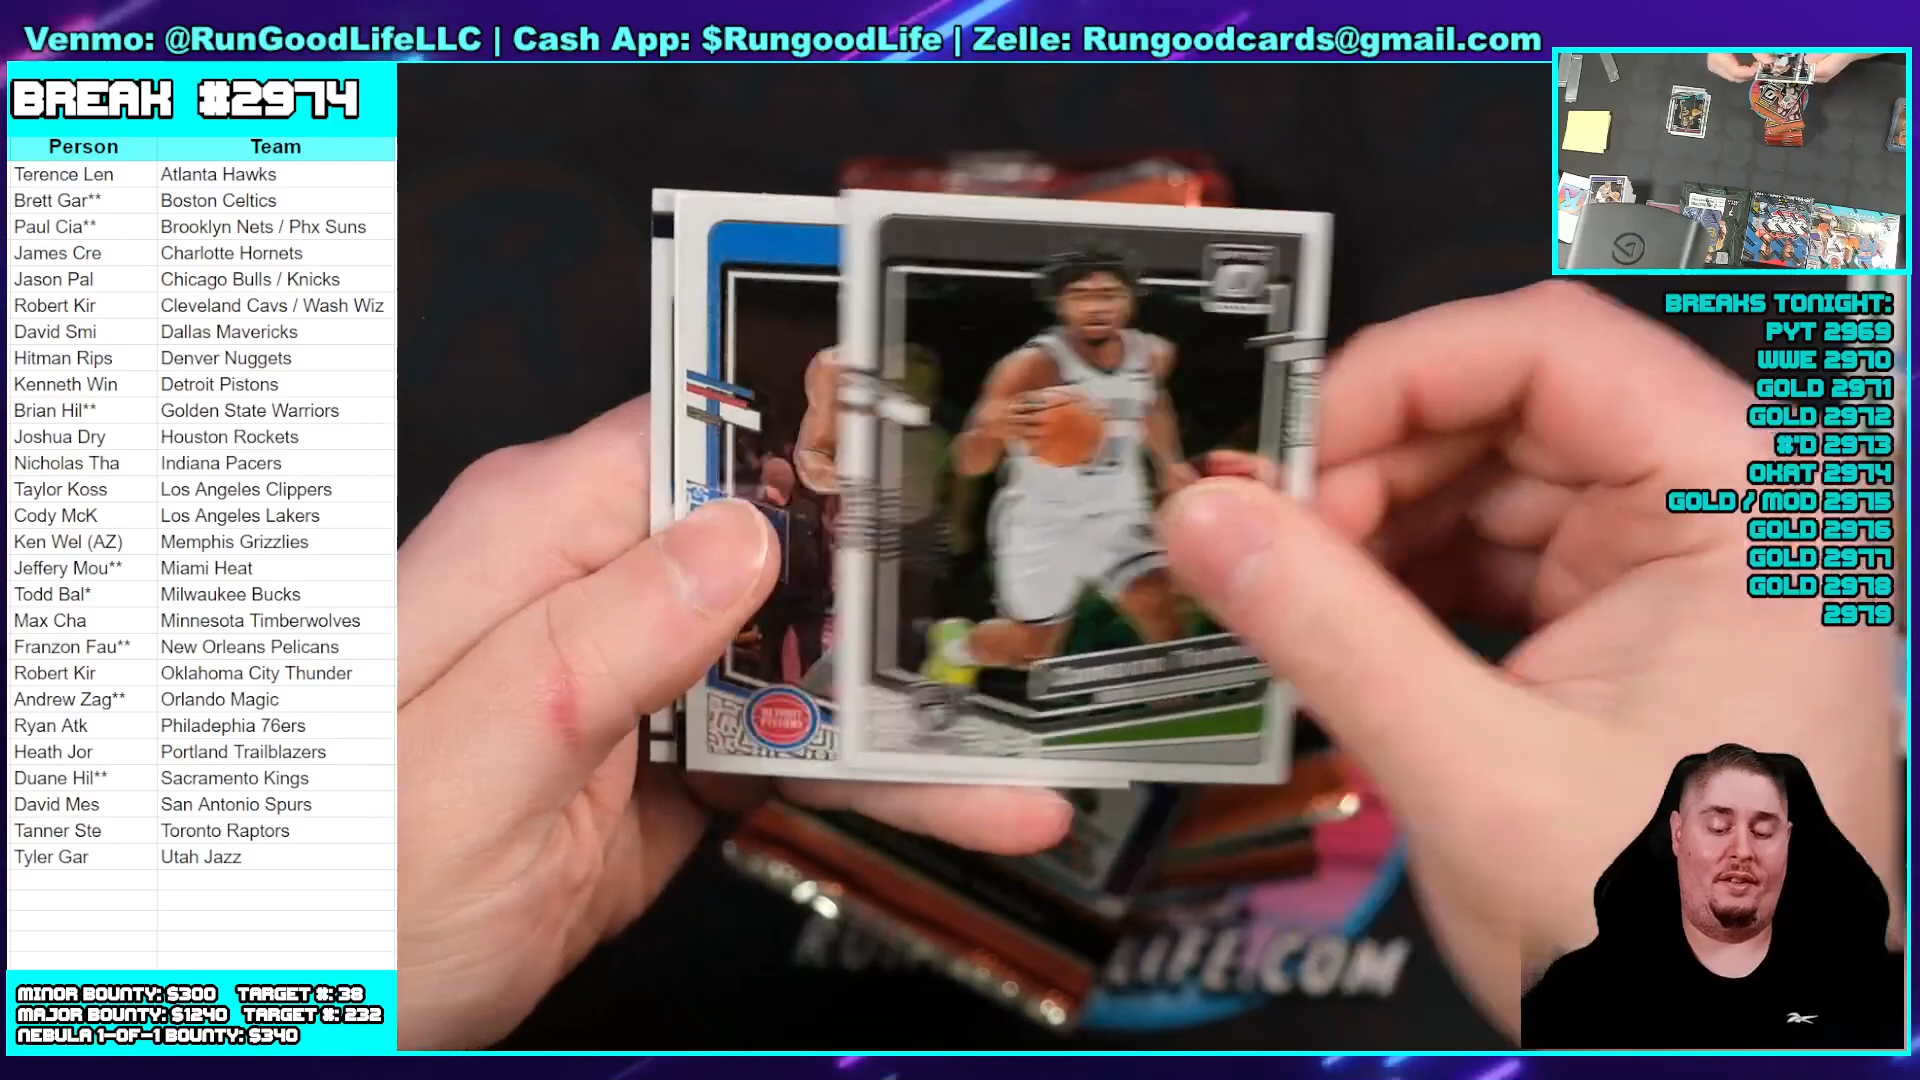 Venmo: @RunGoodLifeLLC | Cash App: $RungoodLife | Zelle: Rungoodcards@gmail.com
BREAK #2974
Person Team
Terence Len Atlanta Hawks
Brett Gar** Boston Celtics
Paul Cia** Brooklyn Nets / Phx Suns
James Cre Charlotte Hornets
Jason Pal Chicago Bulls / Knicks
Robert Kir Cleveland Cavs / Wash Wiz
David Smi Dallas Mavericks
Hitman Rips Denver Nuggets
Kenneth Win Detroit Pistons
Brian Hil** Golden State Warriors
Joshua Dry Houston Rockets
Nicholas Tha Indiana Pacers
Taylor Koss Los Angeles Clippers
Cody McK Los Angeles Lakers
Ken Wel (AZ) Memphis Grizzlies
Jeffery Mou** Miami Heat
Todd Bal* Milwaukee Bucks
Max Cha Minnesota Timberwolves
Franzon Fau** New Orleans Pelicans
Robert Kir Oklahoma City Thunder
Andrew Zag** Orlando Magic
Ryan Atk Philadephia 76ers
Heath Jor Portland Trailblazers
Duane Hil** Sacramento Kings
David Mes San Antonio Spurs
Tanner Ste Toronto Raptors
Tyler Gar Utah Jazz
MINOR BOUNTY: $300 TARGET #: 38
MAJOR BOUNTY: $1240 TARGET #: 232
NEBULA 1-OF-1 BOUNTY: $340
BREAKS TONIGHT:
PYT 2969
WWE 2970
GOLD 2971
GOLD 2972
#'D 2973
OKAT 2974
GOLD / MOD 2975
GOLD 2976
GOLD 2977
GOLD 2978
2979
DETROIT
PISTONS
LIFE.COM